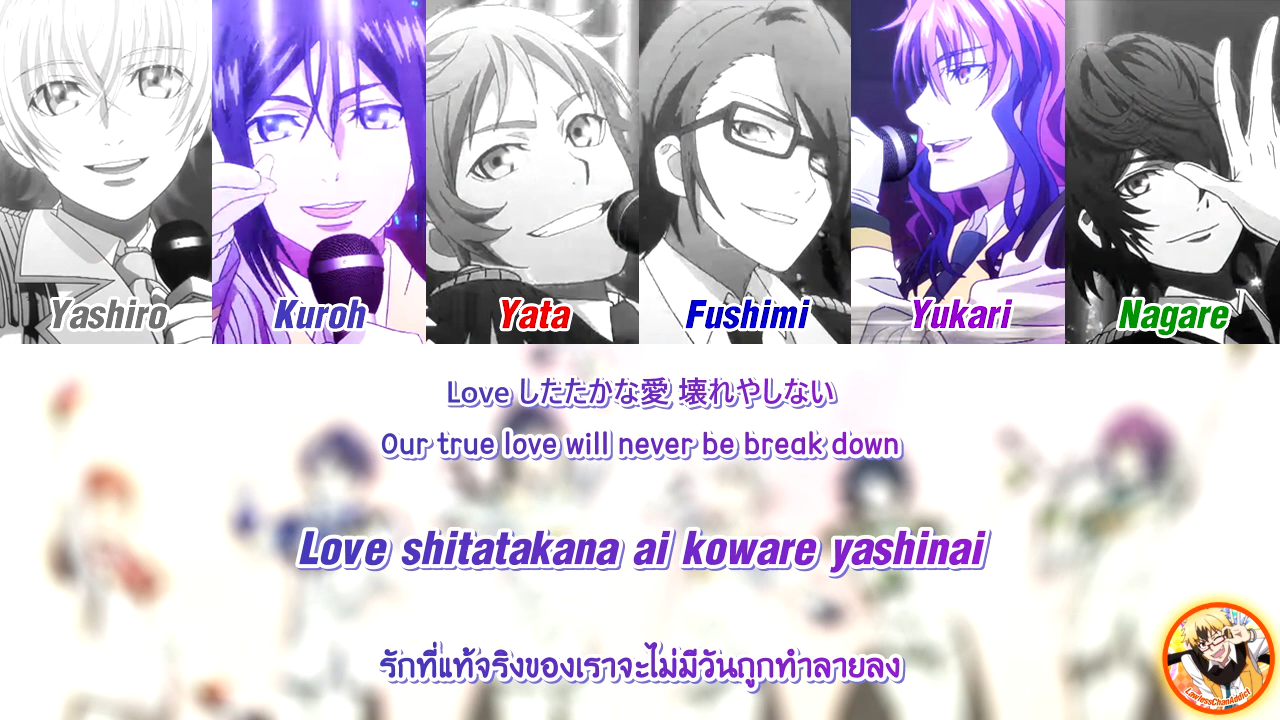 Yashiro
Kuroh
Yata
Fushimi
Yukari
Nagare
Love したたかな愛 壊れやしない
Our true love will never be break down
Love shitatakana ai koware yashinai
รักที่แท้จริงของเราจะไม่มีวันถูกทำลายลง
LawlessChanAddict